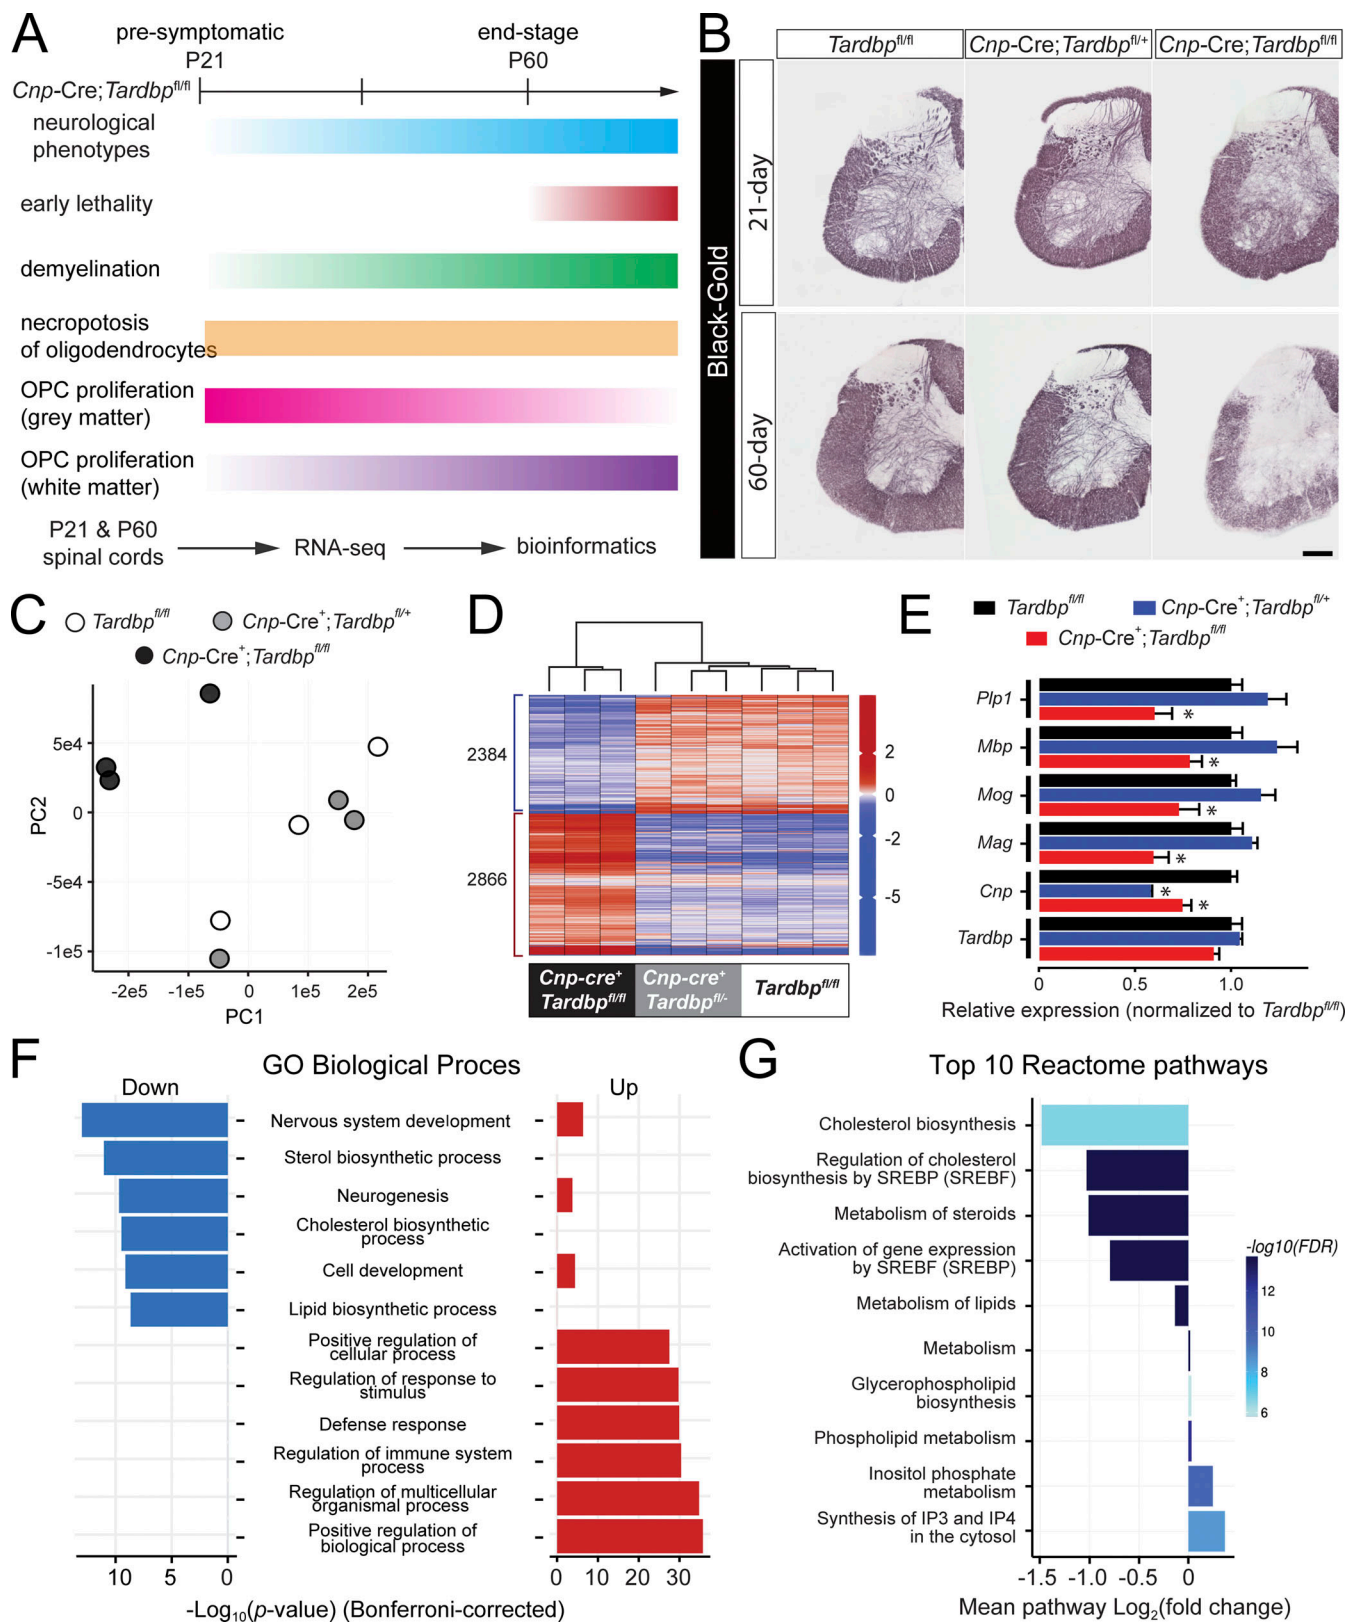 A
pre-symptomatic
end-stage
P21
P60
Cnp-Cre;Tardbpfl/fl
neurological
phenotypes
early lethality
demyelination
necropotosis
of oligodendrocytes
OPC proliferation
(grey matter)
OPC proliferation
(white matter)
P21 & P60
spinal cords
RNA-seq
bioinformatics
B
Tardbpfl/fl
Cnp-Cre;Tardbpfl/+
Cnp-Cre;Tardbpfl/fl
Black-Gold
21-day
60-day
C
Tardbpfl/fl
Cnp-Cre+;Tardbpfl/+
Cnp-Cre+;Tardbpfl/fl
5e4
0
-5e4
-1e5
PC2
-2e5
-1e5
0
1e5
2e5
PC1
D
2384
2866
2
0
-2
-5
Cnp-cre+
Tardbpfl/fl
Cnp-cre+
Tardbpfl/-
Tardbpfl/fl
E
Tardbpfl/fl
Cnp-Cre+;Tardbpfl/+
Cnp-Cre+;Tardbpfl/fl
Plp1
*
Mbp
*
Mog
*
Mag
*
Cnp
*
*
Tardbp
0
0.5
1.0
Relative expression (normalized to Tardbpfl/fl)
F
GO Biological Proces
Down
Up
Nervous system development
Sterol biosynthetic process
Neurogenesis
Cholesterol biosynthetic
process
Cell development
Lipid biosynthetic process
Positive regulation of
cellular process
Regulation of response to
stimulus
Defense response
Regulation of immune system
process
Regulation of multicellular
organismal process
Positive regulation of
biological process
10
5
0
0
10
20
30
-Log10(p-value) (Bonferroni-corrected)
G
Top 10 Reactome pathways
Cholesterol biosynthesis
Regulation of cholesterol
biosynthesis by SREBP (SREBF)
Metabolism of steroids
Activation of gene expression
by SREBF (SREBP)
Metabolism of lipids
Metabolism
Glycerophospholipid
biosynthesis
Phospholipid metabolism
Inositol phosphate
metabolism
Synthesis of IP3 and IP4
in the cytosol
-log10(FDR)
12
10
8
6
-1.5
-1.0
-0.5
0
Mean pathway Log2(fold change)